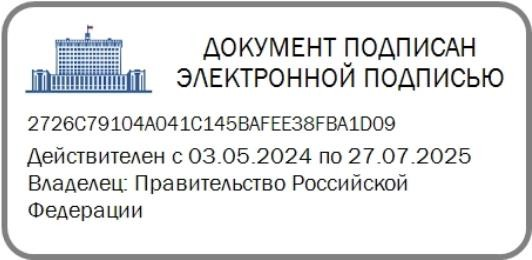 ДОКУМЕНТ ПОДПИСАН
ЭЛЕКТРОННОЙ ПОДПИСЬЮ
2726C79104A041C145BAFEE38FBA1D09
Действителен с 03.05.2024 по 27.07.2025
Владелец: Правительство Российской
Федерации